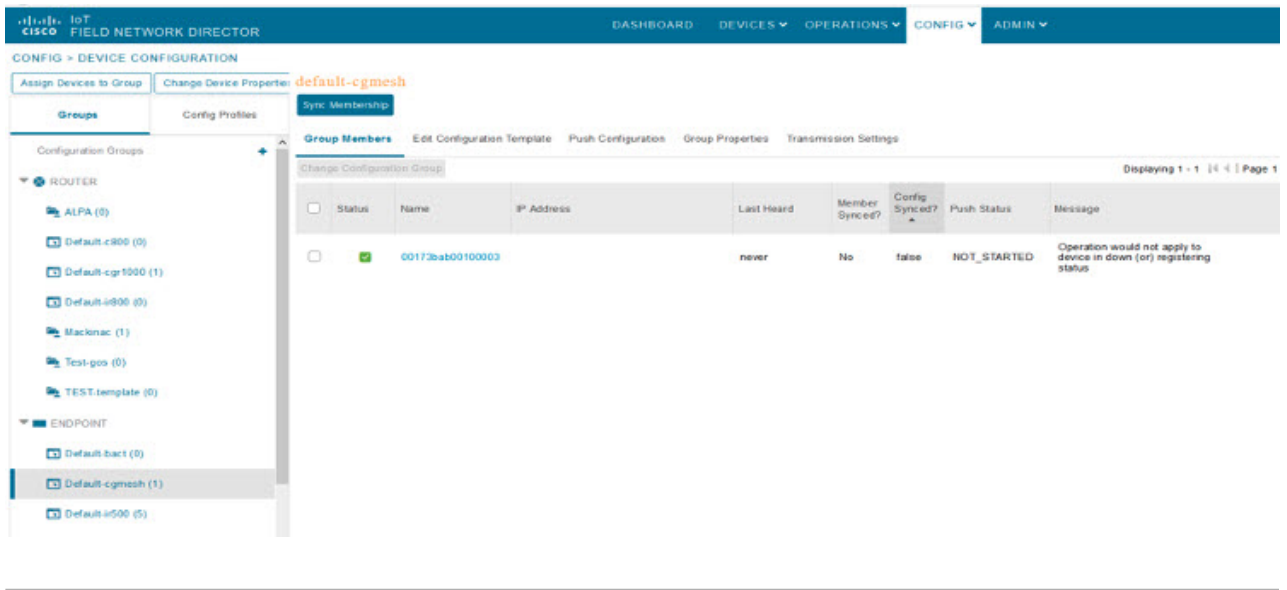 CISCO IoT
FIELD NETWORK DIRECTOR
DASHBOARD DEVICES OPERATIONS CONFIG ADMIN
CONFIG > DEVICE CONFIGURATION
Assign Devices to Group Change Device Properties
default-cgmesh
Sync Membership
Groups Config Profiles
Group Members Edit Configuration Template Push Configuration Group Properties Transmission Settings
Configuration Groups
Change Configuration Group Displaying 1 - 1 Page 1
ROUTER
ALPA (0)
Default-c800 (0)
Default-cgr1000 (1)
Default-ir800 (0)
Mackinac (1)
Test-gos (0)
TEST-template (0)
ENDPOINT
Default-bact (0)
Default-cgmesh (1)
Default-ir500 (5)
Status Name IP Address Last Heard Member Synced? Config Synced? Push Status Message
00173bab00100003 never No false NOT_STARTED Operation would not apply to
device in down (or) registering
status